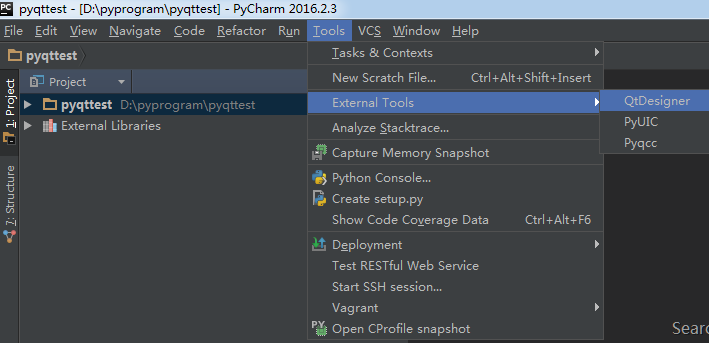 PC pyqttest - [D:\pyprogram\pyqttest] - PyCharm 2016.2.3
File Edit View Navigate Code Refactor Run Tools VCS Window Help
pyqttest
1: Project
Project
pyqttest D:\pyprogram\pyqttest
External Libraries
7: Structure
Tasks & Contexts
New Scratch File... Ctrl+Alt+Shift+Insert
External Tools
Analyze Stacktrace...
Capture Memory Snapshot
Python Console...
Create setup.py
Show Code Coverage Data Ctrl+Alt+F6
Deployment
Test RESTful Web Service
Start SSH session...
Vagrant
PY Open CProfile snapshot
QtDesigner
PyUIC
Pyqcc